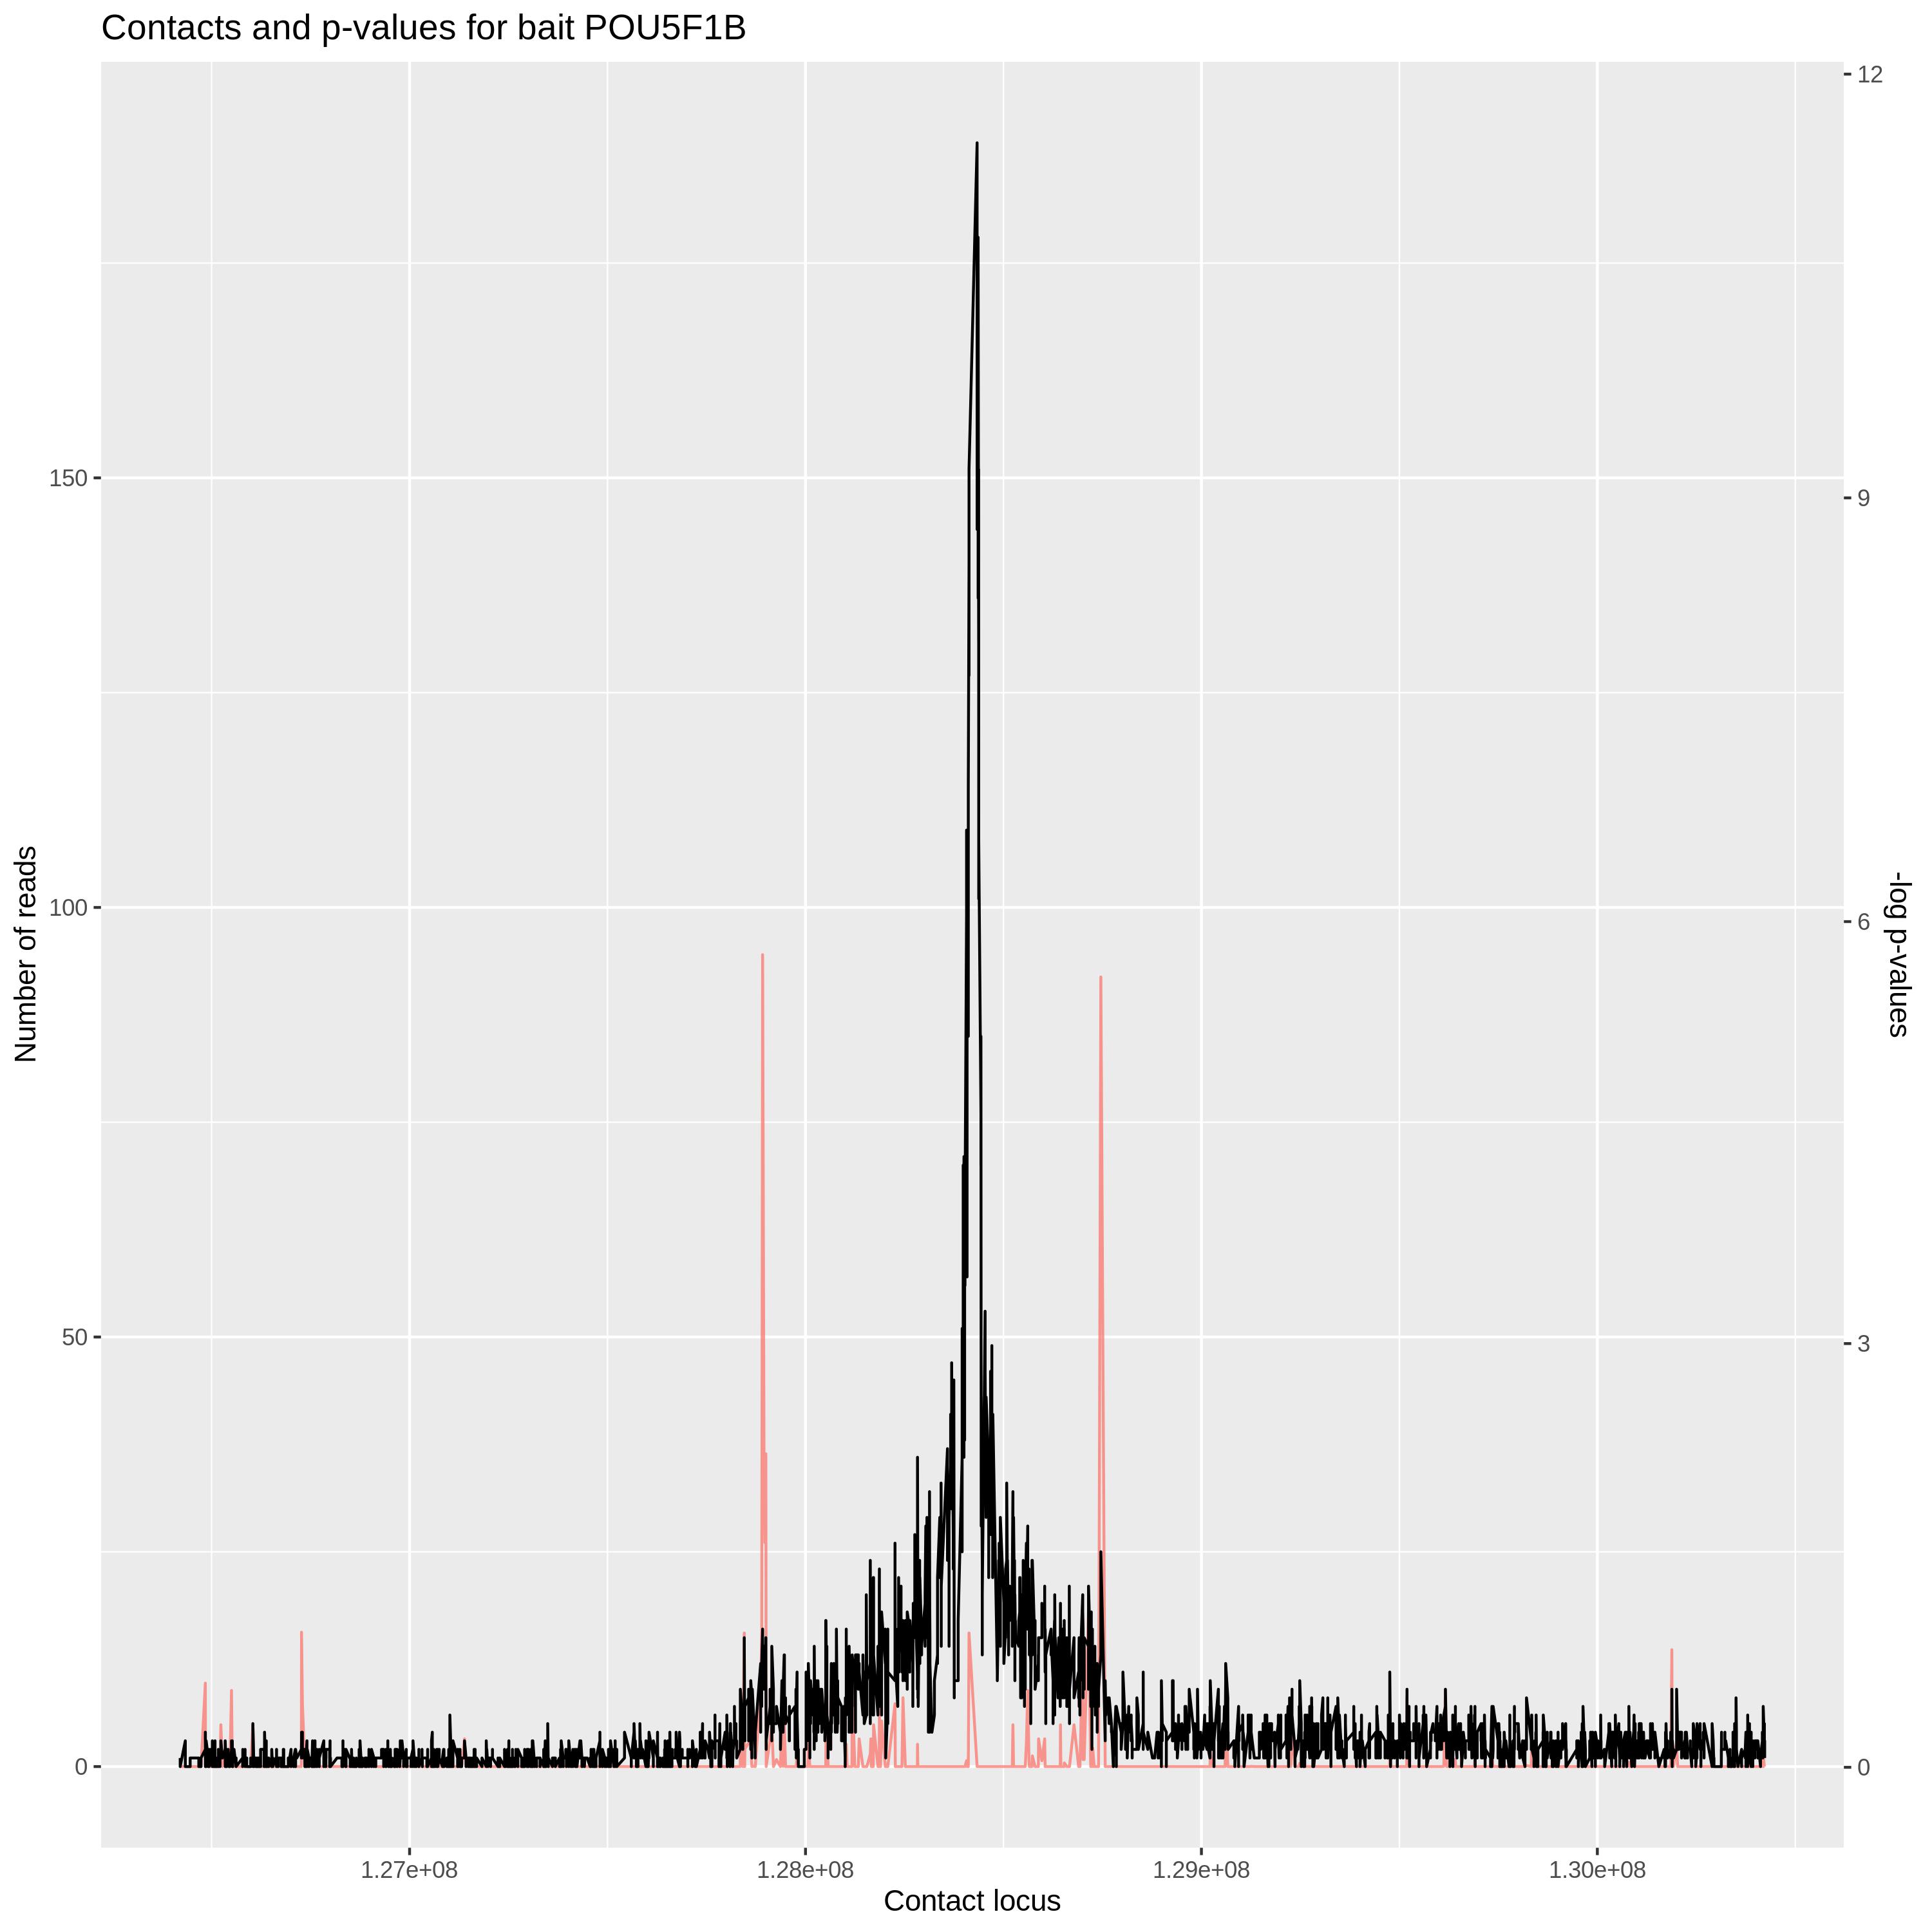 Contacts and p-values for bait POU5F1B
Number of reads
150
100
50
0
12
9
6
3
0
-log p-values
1.27e+08
1.28e+08
1.29e+08
1.30e+08
Contact locus